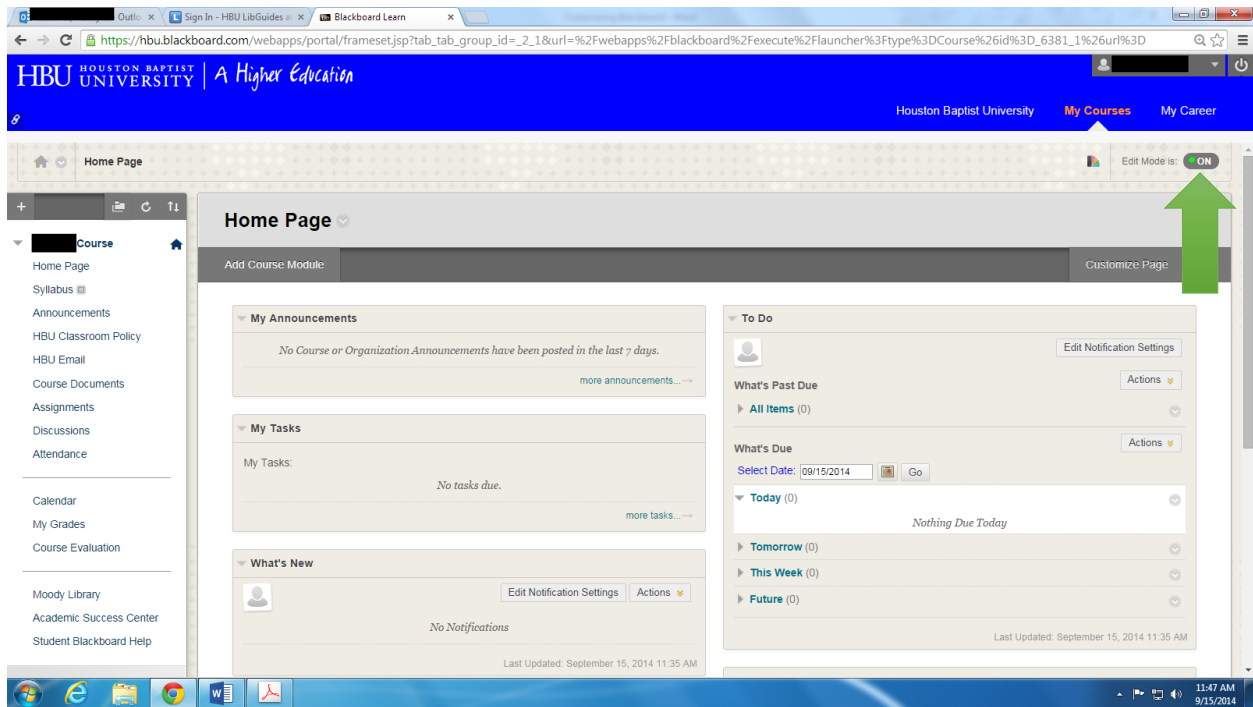 Outlo
Sign In - HBU LibGuides a
Blackboard Learn
https://hbu.blackboard.com/webapps/portal/frameset.jsp?tab_tab_group_id=_2_1&url=%2Fwebapps%2Fblackboard%2Fexecute%2Flauncher%3Ftype%3DCourse%26id%3D_6381_1%26url%3D
HBU HOUSTON BAPTIST UNIVERSITY A Higher Education
Houston Baptist University My Courses My Career
Home Page
Edit Mode is: ON
Course
Home Page
Syllabus
Announcements
HBU Classroom Policy
HBU Email
Course Documents
Assignments
Discussions
Attendance
Calendar
My Grades
Course Evaluation
Moody Library
Academic Success Center
Student Blackboard Help
Home Page
Add Course Module
Customize Page
My Announcements
No Course or Organization Announcements have been posted in the last 7 days.
more announcements...
My Tasks
My Tasks:
No tasks due.
more tasks...
What's New
Edit Notification Settings Actions
No Notifications
Last Updated: September 15, 2014 11:35 AM
To Do
Edit Notification Settings
What's Past Due
Actions
All Items (0)
What's Due
Actions
Select Date: 09/15/2014 Go
Today (0)
Nothing Due Today
Tomorrow (0)
This Week (0)
Future (0)
Last Updated: September 15, 2014 11:35 AM
11:47 AM
9/15/2014